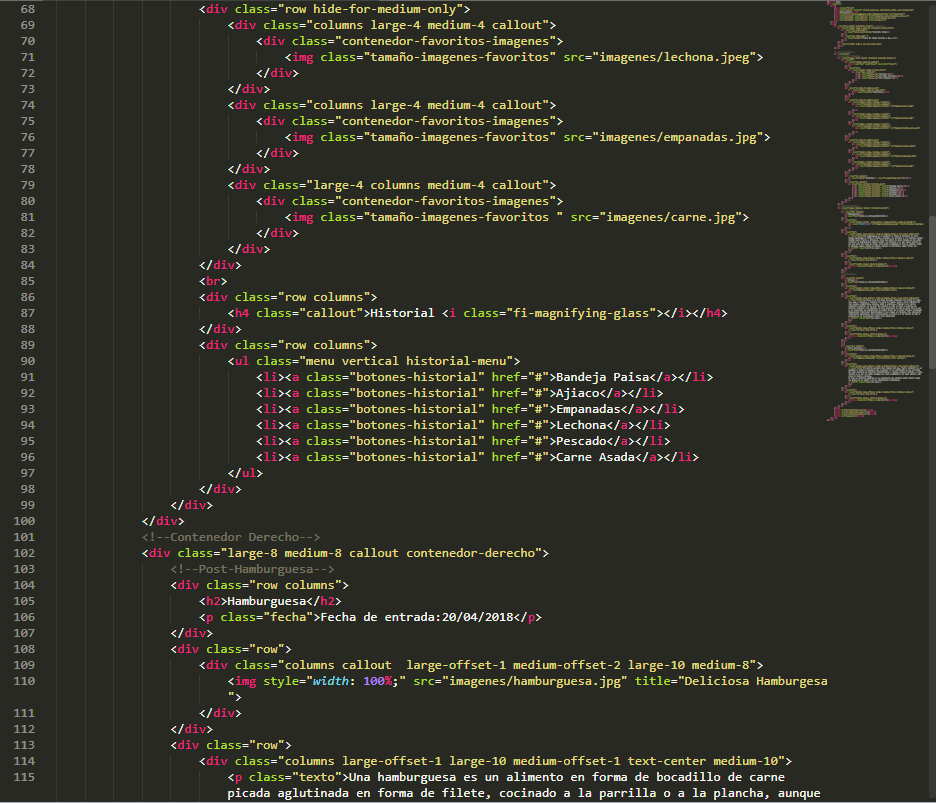 68 <div class="row hide-for-medium-only">
69 <div class="columns large-4 medium-4 callout">
70 <div class="contenedor-favoritos-imagenes">
71 <img class="tamaño-imagenes-favoritos" src="imagenes/lechona.jpeg">
72 </div>
73 </div>
74 <div class="columns large-4 medium-4 callout">
75 <div class="contenedor-favoritos-imagenes">
76 <img class="tamaño-imagenes-favoritos" src="imagenes/empanadas.jpg">
77 </div>
78 </div>
79 <div class="large-4 columns medium-4 callout">
80 <div class="contenedor-favoritos-imagenes">
81 <img class="tamaño-imagenes-favoritos " src="imagenes/carne.jpg">
82 </div>
83 </div>
84 </div>
85 <br>
86 <div class="row columns">
87 <h4 class="callout">Historial <i class="fi-magnifying-glass"></i></h4>
88 </div>
89 <div class="row columns">
90 <ul class="menu vertical historial-menu">
91 <li><a class="botones-historial" href="#">Bandeja Paisa</a></li>
92 <li><a class="botones-historial" href="#">Ajiaco</a></li>
93 <li><a class="botones-historial" href="#">Empanadas</a></li>
94 <li><a class="botones-historial" href="#">Lechona</a></li>
95 <li><a class="botones-historial" href="#">Pescado</a></li>
96 <li><a class="botones-historial" href="#">Carne Asada</a></li>
97 </ul>
98 </div>
99 </div>
100 </div>
101 <!--Contenedor Derecho-->
102 <div class="large-8 medium-8 callout contenedor-derecho">
103 <!--Post-Hamburguesa-->
104 <div class="row columns">
105 <h2>Hamburguesa</h2>
106 <p class="fecha">Fecha de entrada:20/04/2018</p>
107 </div>
108 <div class="row">
109 <div class="columns callout  large-offset-1 medium-offset-2 large-10 medium-8">
110 <img style="width: 100%;" src="imagenes/hamburguesa.jpg" title="Deliciosa Hamburgesa
">
111 </div>
112 </div>
113 <div class="row">
114 <div class="columns large-offset-1 large-10 medium-offset-1 text-center medium-10">
115 <p class="texto">Una hamburguesa es un alimento en forma de bocadillo de carne
picada aglutinada en forma de filete, cocinado a la parrilla o a la plancha, aunque